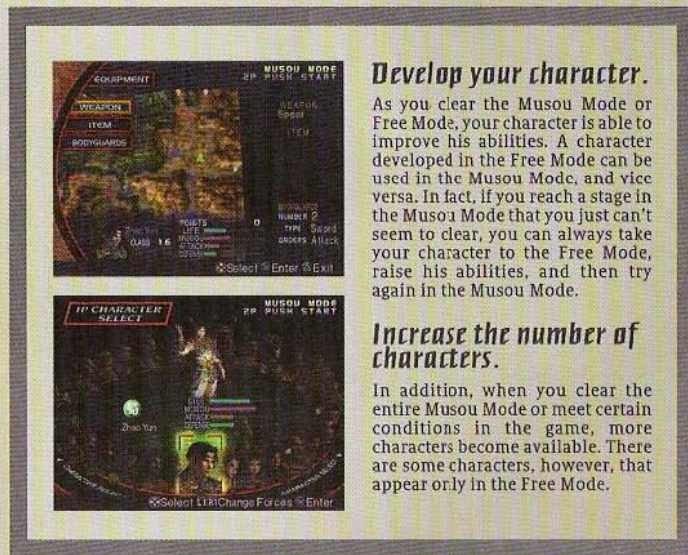 MUSOU MODE
2P PUSH START
EQUIPMENT
WEAPON
ITEM
BODYGUARDS
WEAPON
Spear
ITEM
POINTS 0
LIFE
MUSOU
ATTACK
DEFENSE
Zhao Yun
CLASS 16
BODYGUARDS
NUMBER 2
TYPE Sword
ORDERS Attack
Select Enter Exit
1P CHARACTER
SELECT
MUSOU MODE
2P PUSH START
LIFE
MUSOU
ATTACK
DEFENSE
Zhao Yun
CHARACTER SELECT
CHARACTER SELECT
Select L1R1Change Forces Enter
Develop your character.
As you clear the Musou Mode or
Free Mode, your character is able to
improve his abilities. A character
developed in the Free Mode can be
used in the Musou Mode, and vice
versa. In fact, if you reach a stage in
the Musou Mode that you just can't
seem to clear, you can always take
your character to the Free Mode,
raise his abilities, and then try
again in the Musou Mode.
Increase the number of
characters.
In addition, when you clear the
entire Musou Mode or meet certain
conditions in the game, more
characters become available. There
are some characters, however, that
appear only in the Free Mode.